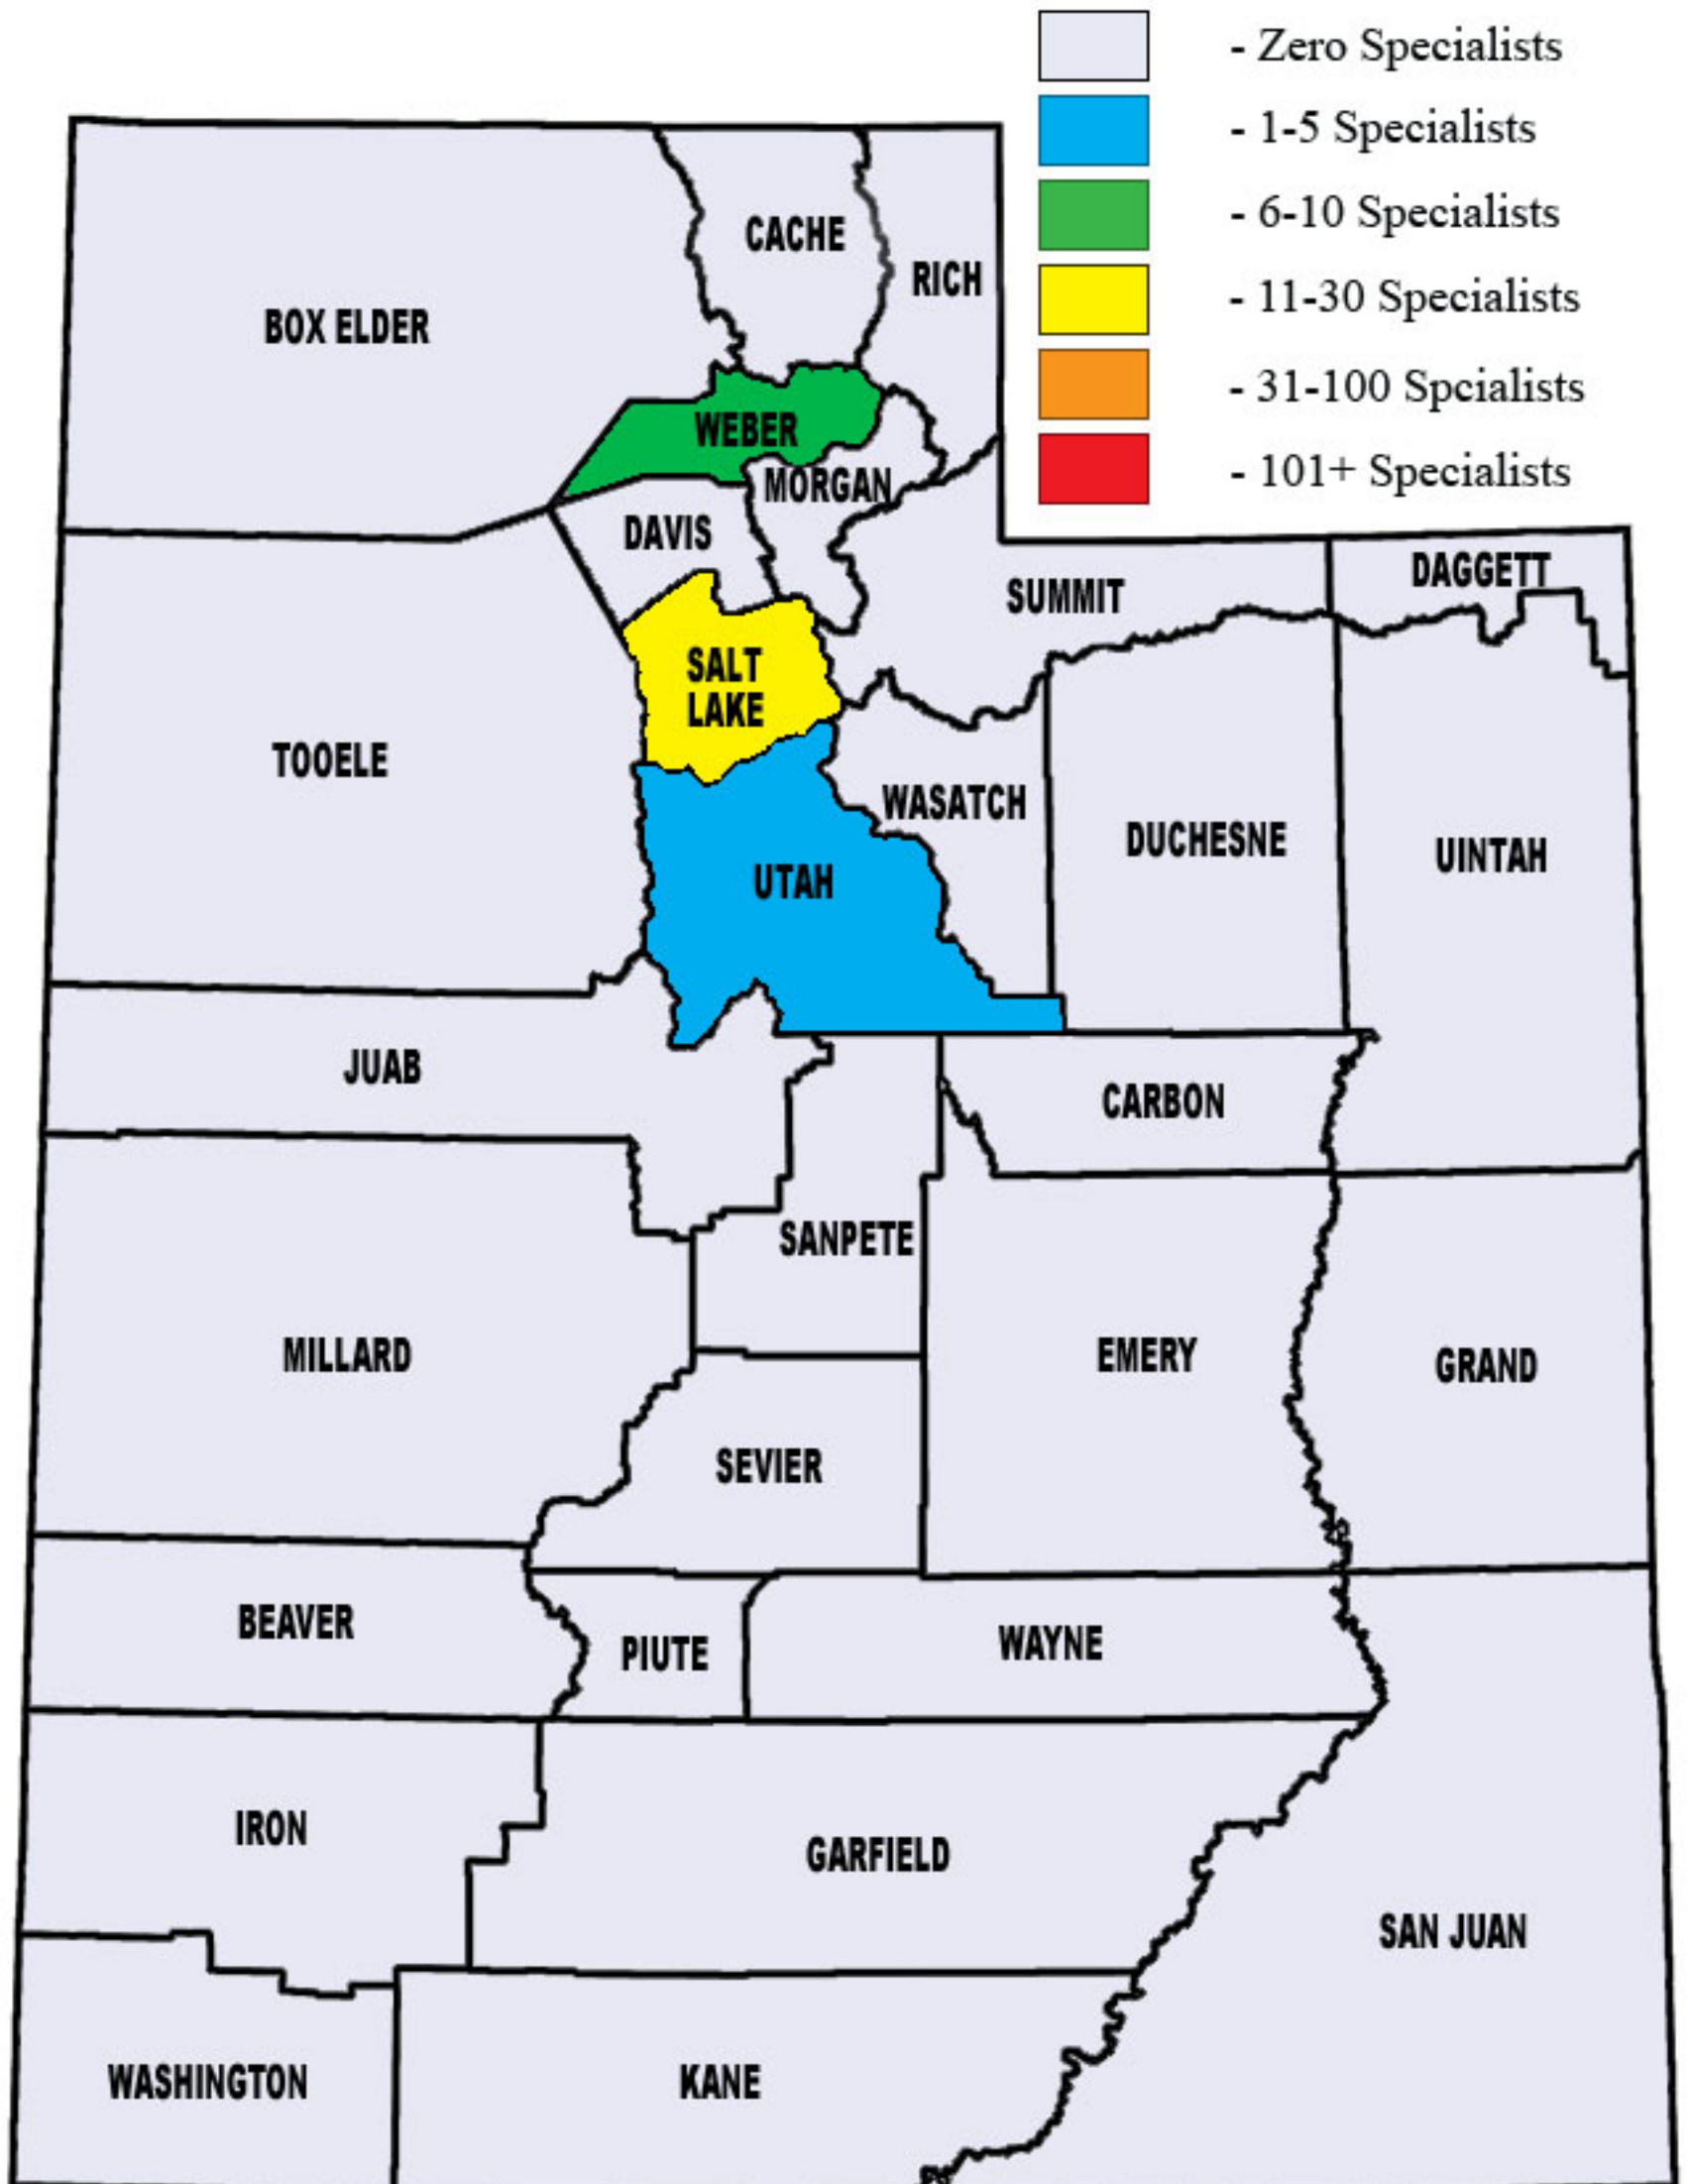 - Zero Specialists
- 1-5 Specialists
- 6-10 Specialists
- 11-30 Specialists
- 31-100 Spcialists
- 101+ Specialists
CACHE
RICH
BOX ELDER
WEBER
MORGAN
DAVIS
DAGGETT
SUMMIT
SALT
LAKE
TOOELE
WASATCH
DUCHESNE
UINTAH
UTAH
JUAB
CARBON
SANPETE
MILLARD
EMERY
GRAND
SEVIER
BEAVER
PIUTE
WAYNE
IRON
GARFIELD
SAN JUAN
WASHINGTON
KANE